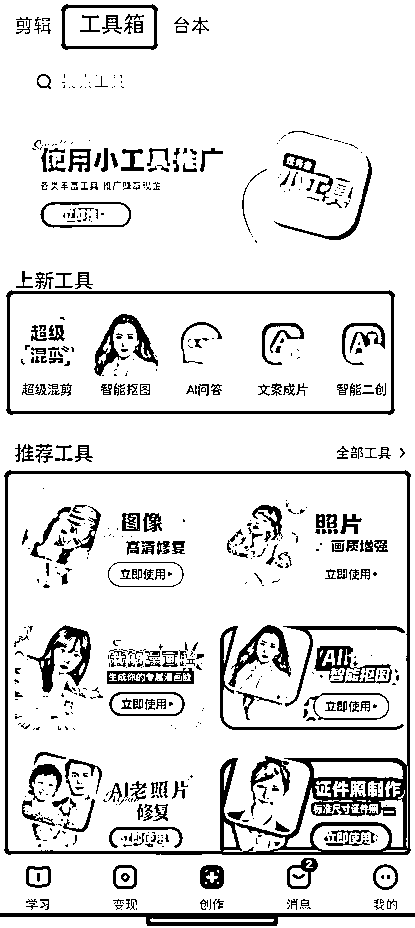 剪辑 工具箱 台本
使用小工具推广
小工具
上新工具
超级
混剪
超级混剪 智能抠图 AI问答 文案成片 智能二创
推荐工具 全部工具 >
图像
高清修复
立即使用
照片
画质增强
立即使用
生成你的专属漫画脸
立即使用
AI
智能抠图
立即使用
AI老照片
修复
立即使用
证件照制作
标准尺寸证件照
立即使用
2
学习 变现 创作 消息 我的